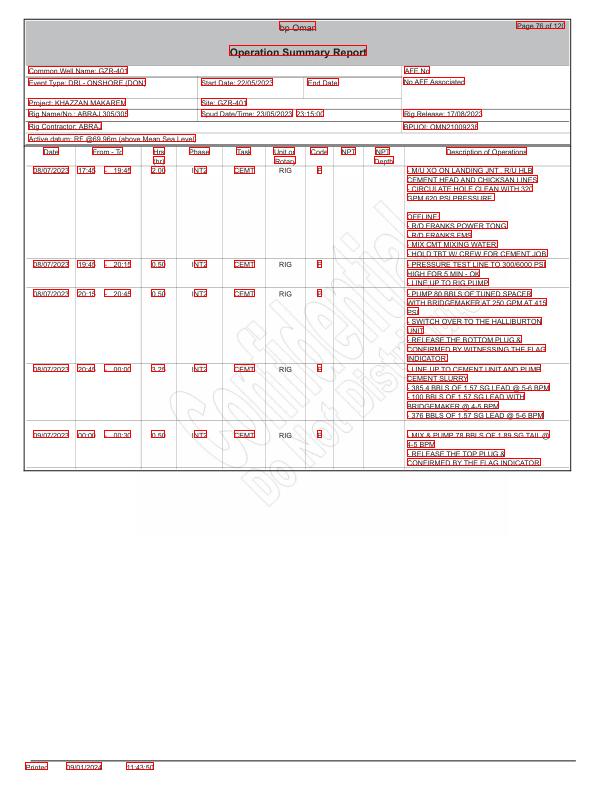 bp Oman
Page 76 of 120
Operation Summary Report
Common Well Name: GZR-401
AFE No
Event Type: DRL- ONSHORE (DON)
Start Date: 22/05/2023
End Date
No AFE Associated
Project: KHAZZAN MAKAREM
Site: GZR-401
Rig Name/No.: ABRAJ 305/305
Spud Date/Time: 23/05/2023 23:15:00
Rig Release: 17/08/2023
Rig Contractor: ABRAJ
BPUOI: OMN21009236
Active datum: RF @69.96m (above Mean Sea Level)
Date From - To Hrs (hr) Phase Task Unit or Rotary Code NPT NPT Depth Description of Operations
08/07/2023 17:45 - 19:45 2.00 INT2 CEMT RIG P - M/U XO ON LANDING JNT . R/U HLB
CEMENT HEAD AND CHICKSAN LINES
- CIRCULATE HOLE CLEAN WITH 320
GPM 620 PSI PRESSURE
OFFLINE:
- R/D FRANKS POWER TONG
- R/D FRANKS FMS
- MIX CMT MIXING WATER
- HOLD TBT W/ CREW FOR CEMENT JOB
08/07/2023 19:45 - 20:15 0.50 INT2 CEMT RIG P - PRESSURE TEST LINE TO 300/6000 PSI
HIGH FOR 5 MIN - OK
- LINE UP TO RIG PUMP
08/07/2023 20:15 - 20:45 0.50 INT2 CEMT RIG P - PUMP 80 BBLS OF TUNED SPACER
WITH BRIDGEMAKER AT 250 GPM AT 415
PSI
- SWITCH OVER TO THE HALLIBURTON
UNIT
- RELEASE THE BOTTOM PLUG &
CONFIRMED BY WITNESSING THE FLAG
INDICATOR
08/07/2023 20:45 - 00:00 3.25 INT2 CEMT RIG P - LINE UP TO CEMENT UNIT AND PUMP
CEMENT SLURRY
- 385.4 BBLS OF 1.57 SG LEAD @ 5-6 BPM
- 100 BBLS OF 1.57 SG LEAD WITH
BRIDGEMAKER @ 4-5 BPM
- 376 BBLS OF 1.57 SG LEAD @ 5-6 BPM
09/07/2023 00:00 - 00:30 0.50 INT2 CEMT RIG P - MIX & PUMP 78 BBLS OF 1.89 SG TAIL @
4-5 BPM
- RELEASE THE TOP PLUG &
CONFIRMED BY THE FLAG INDICATOR
Confidential
Do Not Distribute
Printed 09/01/2024 11:43:50